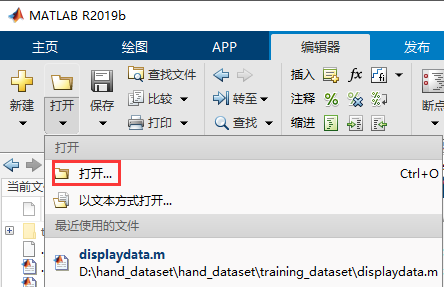 MATLAB R2019b
主页 绘图 APP 编辑器 发布
新建 打开 保存 查找文件 比较 打印 转至 查找 插入 fx fi 注释 % 缩进 断点
打开
当前文
打开... Ctrl+O
以文本方式打开...
最近使用的文件
displaydata.m
D:\hand_dataset\hand_dataset\training_dataset\displaydata.m